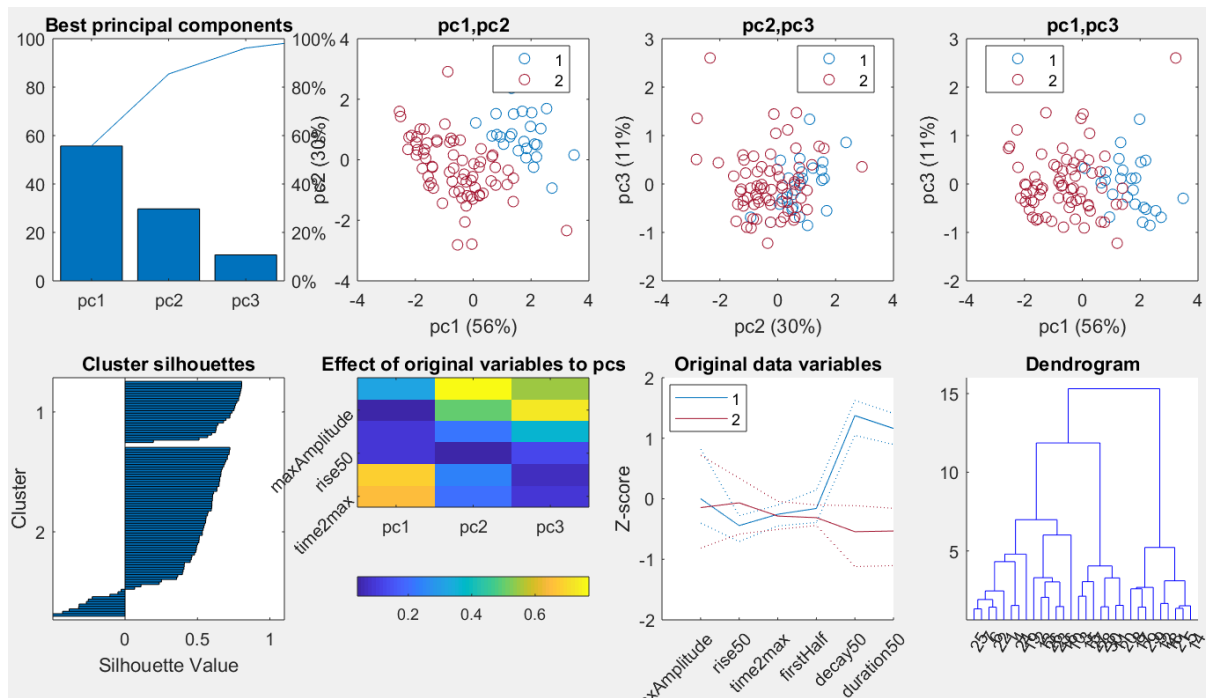 Best principal components
100
80
60
40
20
0
100%
80%
60%
40%
20%
0%
pc1
pc2
pc3
pc1,pc2
1
2
pc2 (30%)
4
2
0
-2
-4
-4
-2
0
2
4
pc1 (56%)
pc2,pc3
1
2
pc3 (11%)
3
2
1
0
-1
-2
-4
-2
0
2
4
pc2 (30%)
pc1,pc3
1
2
pc3 (11%)
3
2
1
0
-1
-2
-4
-2
0
2
4
pc1 (56%)
Cluster silhouettes
Cluster
1
2
0
0.5
1
Silhouette Value
Effect of original variables to pcs
maxAmplitude
rise50
time2max
pc1
pc2
pc3
0.2
0.4
0.6
Original data variables
1
2
Z-score
2
1
0
-1
-2
axAmplitude
rise50
time2max
firstHalf
decay50
duration50
Dendrogram
15
10
5